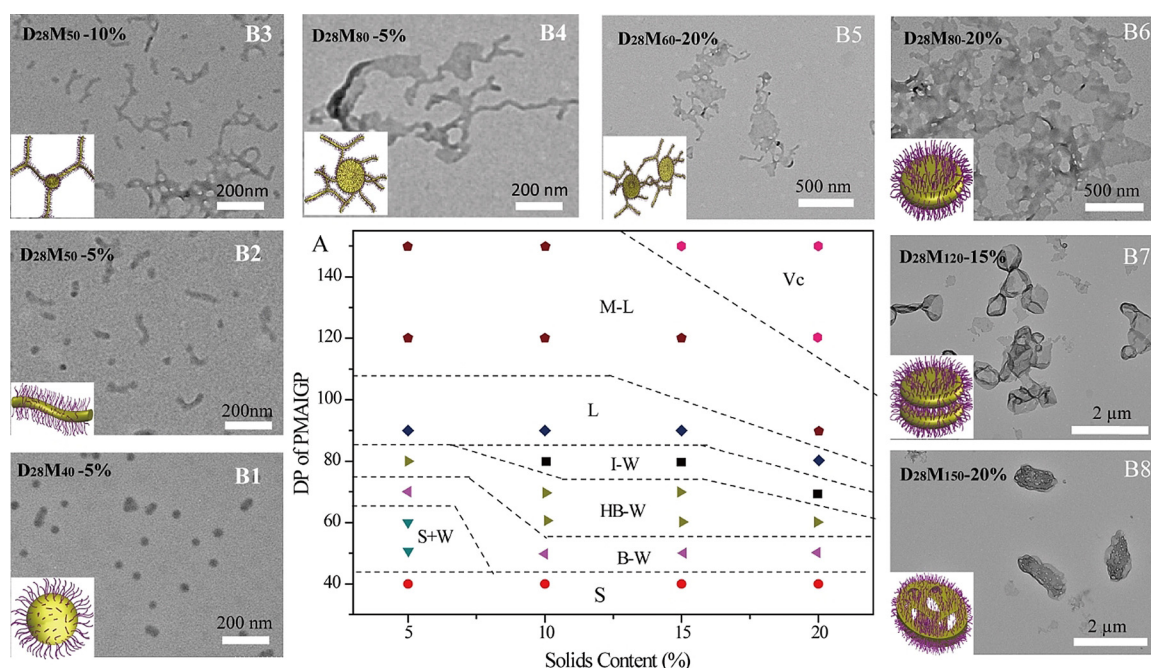 D28M50-10%
B3
200nm
D28M80-5%
B4
200 nm
D28M60-20%
B5
500 nm
D28M80-20%
B6
500 nm
D28M50-5%
B2
200nm
D28M40-5%
B1
200 nm
A
DP of PMAIGP
140
120
100
80
60
40
Vc
M-L
L
I-W
HB-W
S+W
B-W
S
5
10
15
20
Solids Content (%)
D28M120-15%
B7
2 µm
D28M150-20%
B8
2 µm